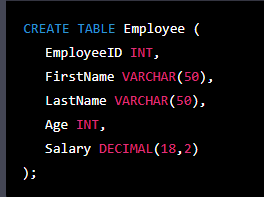 CREATE TABLE Employee (
EmployeeID INT,
FirstName VARCHAR(50),
LastName VARCHAR(50),
Age INT,
Salary DECIMAL(18,2)
);